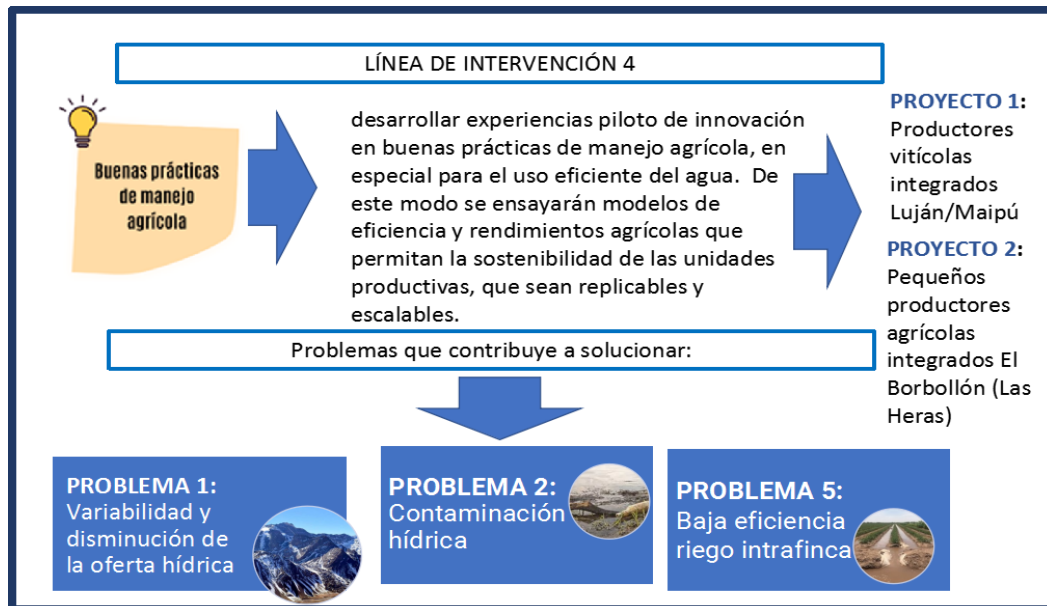 LÍNEA DE INTERVENCIÓN 4
Buenas prácticas
de manejo
agrícola
desarrollar experiencias piloto de innovación
en buenas prácticas de manejo agrícola, en
especial para el uso eficiente del agua. De
este modo se ensayarán modelos de
eficiencia y rendimientos agrícolas que
permitan la sostenibilidad de las unidades
productivas, que sean replicables y
escalables.
PROYECTO 1:
Productores
vitícolas
integrados
Luján/Maipú
PROYECTO 2:
Pequeños
productores
agrícolas
integrados El
Borbollón (Las
Heras)
Problemas que contribuye a solucionar:
PROBLEMA 1:
Variabilidad y
disminución de
la oferta hídrica
PROBLEMA 2:
Contaminación
hídrica
PROBLEMA 5:
Baja eficiencia
riego intrafinca